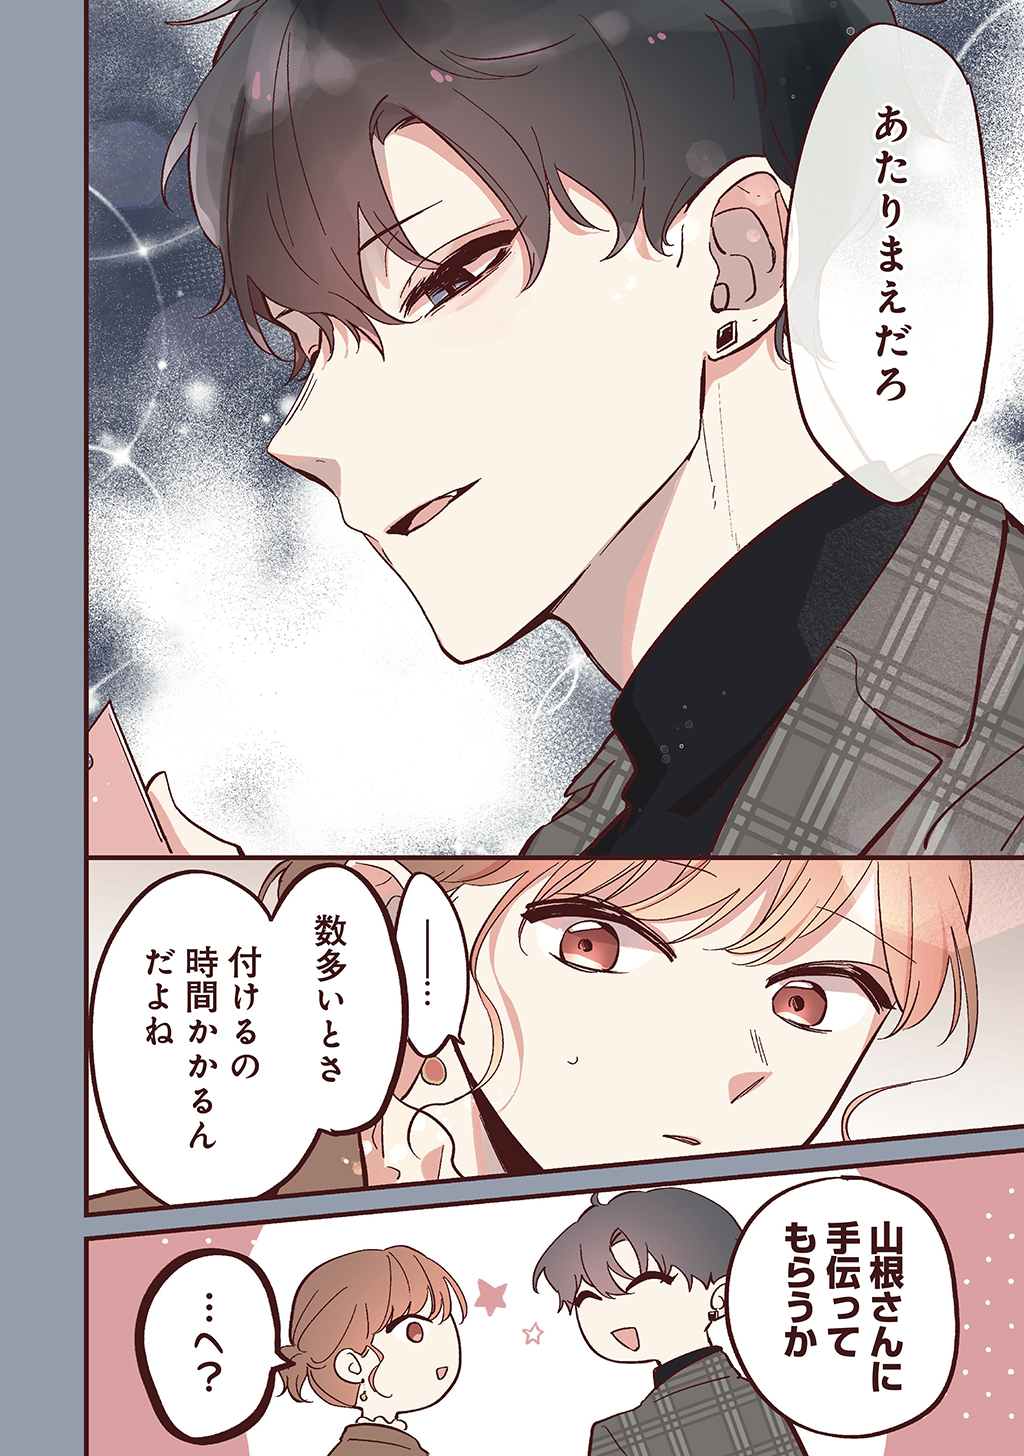 あたりまえだろ
―――…
数多いとさ
付けるの
時間かかるん
だよね
山根さんに
手伝って
もらうか
…へ？